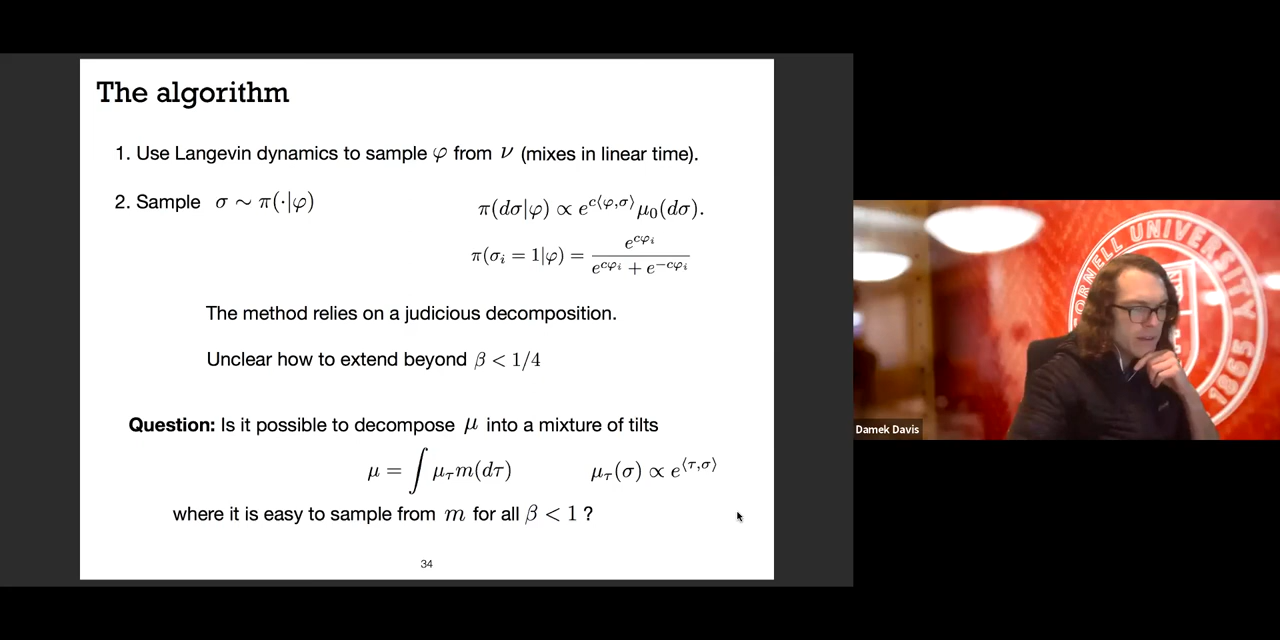 The algorithm
1. Use Langevin dynamics to sample φ from ν (mixes in linear time).
2. Sample σ ∼ π(·|φ)
π(dσ|φ) ∝ e^{c⟨φ,σ⟩} μ₀(dσ).
π(σᵢ = 1|φ) = e^{cφᵢ} / (e^{cφᵢ} + e^{−cφᵢ})
The method relies on a judicious decomposition.
Unclear how to extend beyond β < 1/4
Question: Is it possible to decompose μ into a mixture of tilts
μ = ∫ μ_τ m(dτ)    μ_τ(σ) ∝ e^{⟨τ,σ⟩}
where it is easy to sample from m for all β < 1 ?
34
CORNELL UNIVERSITY
1865
Damek Davis